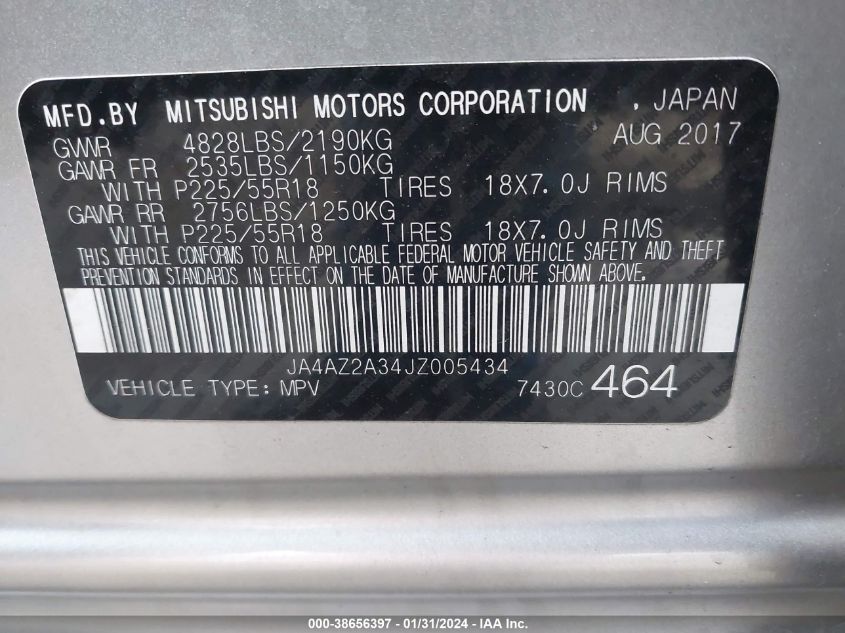 MFD.BY MITSUBISHI MOTORS CORPORATION , JAPAN
GVWR 4828LBS/2190KG AUG 2017
GAWR FR 2535LBS/1150KG
WITH P225/55R18 TIRES 18X7.0J RIMS
GAWR RR 2756LBS/1250KG
WITH P225/55R18 TIRES 18X7.0J RIMS
THIS VEHICLE CONFORMS TO ALL APPLICABLE FEDERAL MOTOR VEHICLE SAFETY AND THEFT
PREVENTION STANDARDS IN EFFECT ON THE DATE OF MANUFACTURE SHOWN ABOVE.
JA4AZ2A34JZ005434
VEHICLE TYPE: MPV 7430C 464
000-38656397 - 01/31/2024 - IAA Inc.